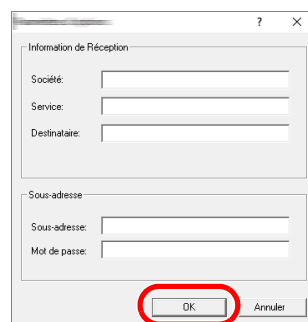 ? ×
Information de Réception
Société:
Service:
Destinataire:
Sous-adresse
Sous-adresse:
Mot de passe:
OK Annuler